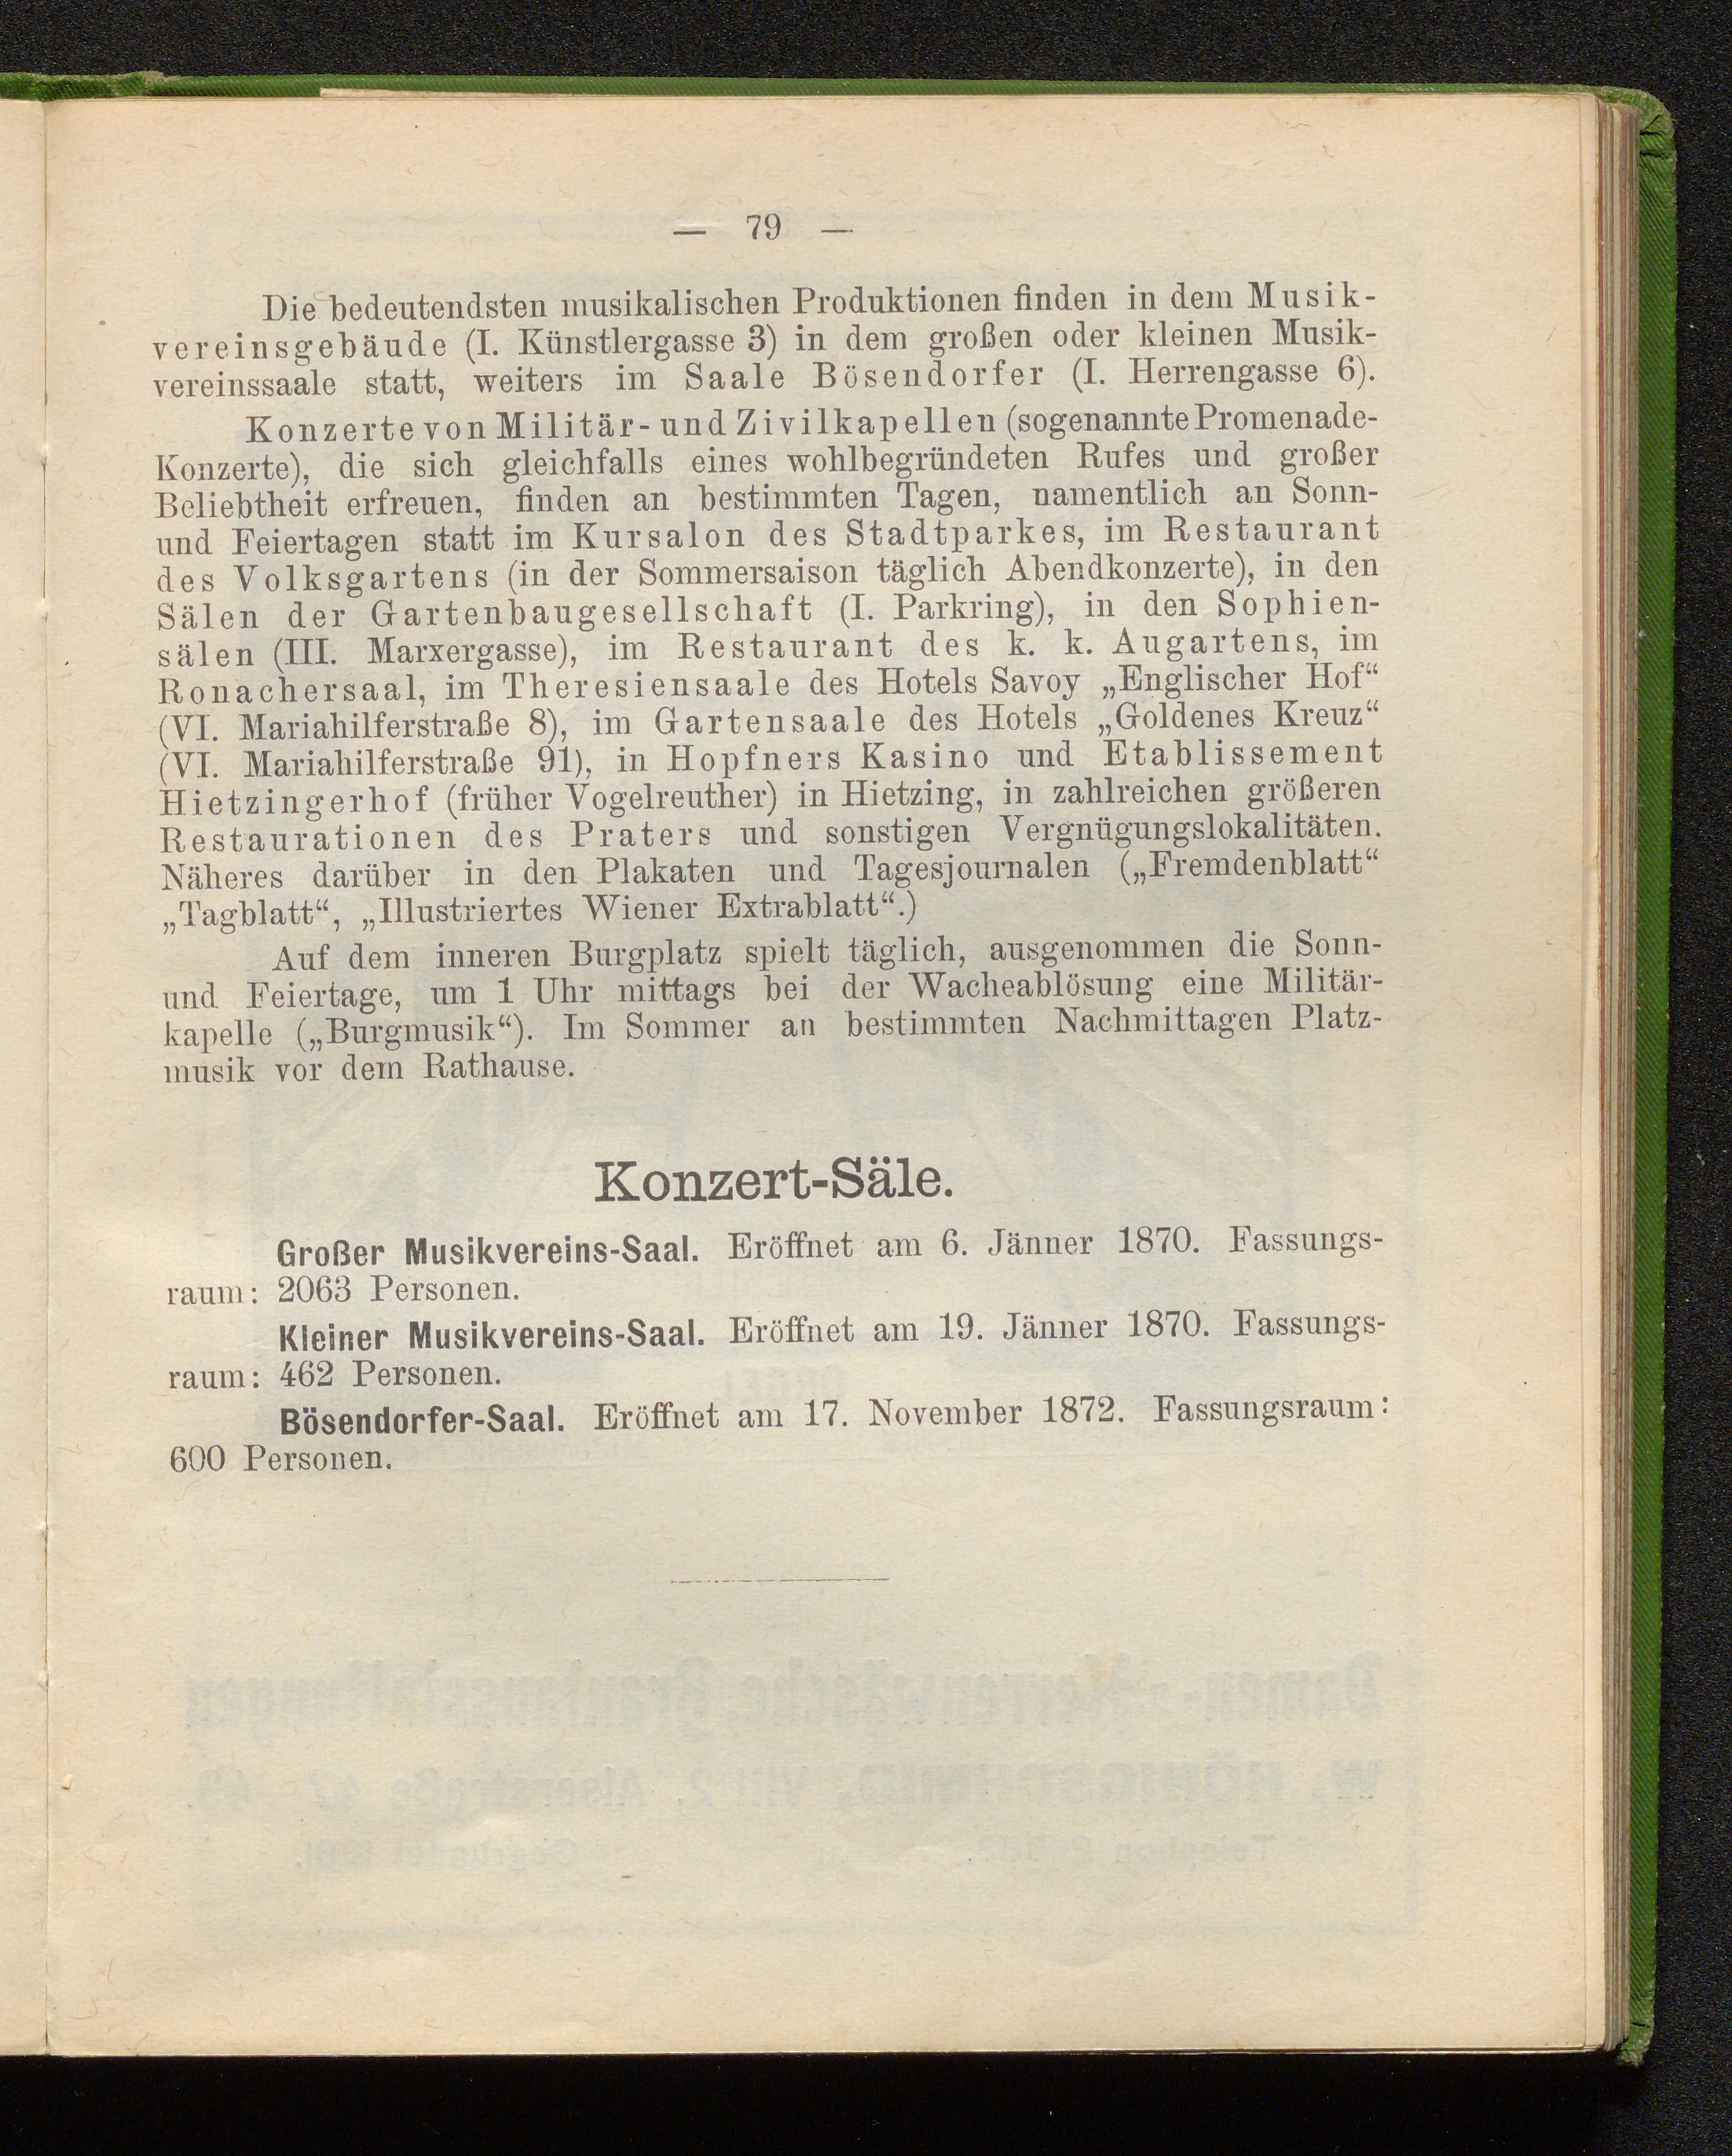 — 79 —
Die bedeutendsten musikalischen Produktionen finden in dem Musik-
vereinsgebäude (I. Künstlergasse 3) in dem großen oder kleinen Musik-
vereinssaale statt, weiters im Saale Bösendorfer (I. Herrengasse 6).
Konzerte von Militär- und Zivilkapellen (sogenannte Promenade-
Konzerte), die sich gleichfalls eines wohlbegründeten Rufes und großer
Beliebtheit erfreuen, finden an bestimmten Tagen, namentlich an Sonn-
und Feiertagen statt im Kursalon des Stadtparkes, im Restaurant
des Volksgartens (in der Sommersaison täglich Abendkonzerte), in den
Sälen der Gartenbaugesellschaft (I. Parkring), in den Sophien-
sälen (III. Marxergasse), im Restaurant des k. k. Augartens, im
Ronachersaal, im Theresiensaale des Hotels Savoy „Englischer Hof“
(VI. Mariahilferstraße 8), im Gartensaale des Hotels „Goldenes Kreuz“
(VI. Mariahilferstraße 91), in Hopfners Kasino und Etablissement
Hietzingerhof (früher Vogelreuther) in Hietzing, in zahlreichen größeren
Restaurationen des Praters und sonstigen Vergnügungslokalitäten.
Näheres darüber in den Plakaten und Tagesjournalen („Fremdenblatt“
„Tagblatt“, „Illustriertes Wiener Extrablatt“.)
Auf dem inneren Burgplatz spielt täglich, ausgenommen die Sonn-
und Feiertage, um 1 Uhr mittags bei der Wacheablösung eine Militär-
kapelle („Burgmusik“). Im Sommer an bestimmten Nachmittagen Platz-
musik vor dem Rathause.
Konzert-Säle.
Großer Musikvereins-Saal. Eröffnet am 6. Jänner 1870. Fassungs-
raum: 2063 Personen.
Kleiner Musikvereins-Saal. Eröffnet am 19. Jänner 1870. Fassungs-
raum: 462 Personen.
Bösendorfer-Saal. Eröffnet am 17. November 1872. Fassungsraum:
600 Personen.